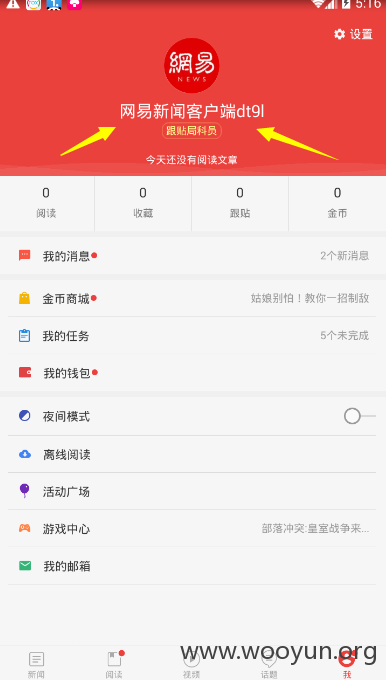 5:16
设置
網易
NEWS
网易新闻客户端dt9l
跟贴局科员
今天还没有阅读文章
0 0 0 0
阅读 收藏 跟贴 金币
我的消息 2个新消息
金币商城 姑娘别怕！教你一招制敌
我的任务 5个未完成
我的钱包
夜间模式
离线阅读
活动广场
游戏中心 部落冲突:皇室战争来...
我的邮箱
www.wooyun.org
新闻 阅读 视频 话题 我